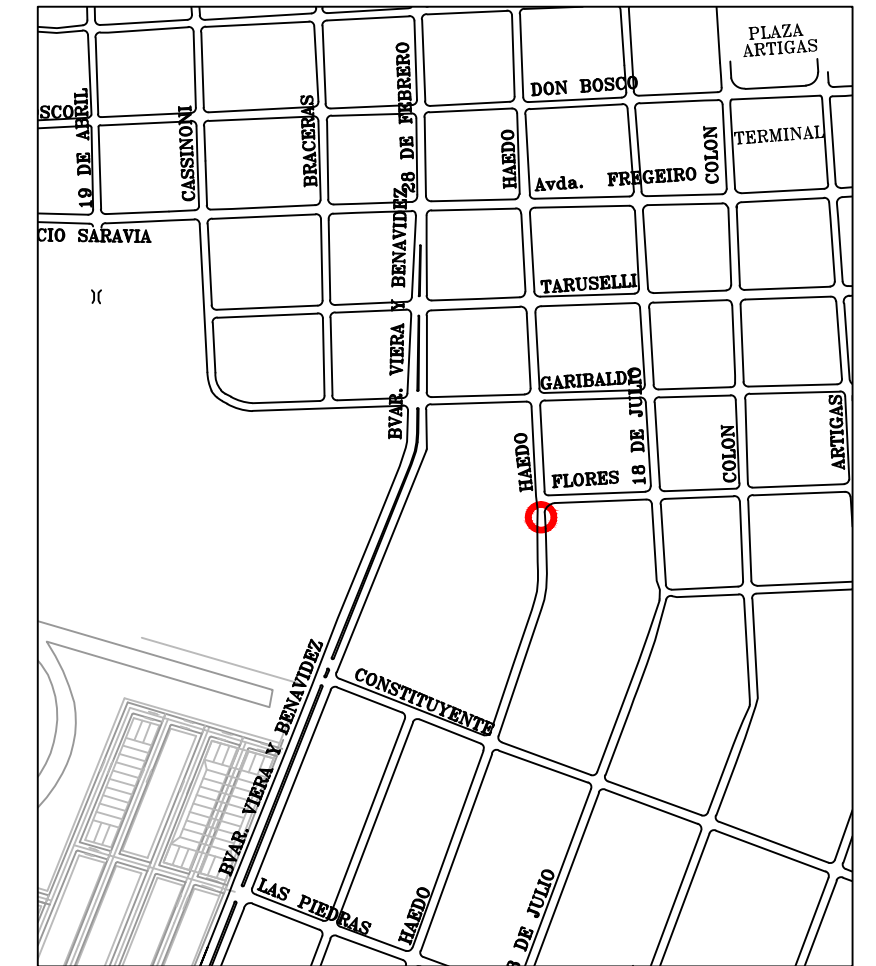 PLAZA
ARTIGAS
DON BOSCO
SCO
19 DE ABRIL
CASSINONI
BRACERAS
28 DE FEBRERO
HAEDO
COLON
TERMINAL
Avda. FREGEIRO
CIO SARAVIA
BVAR. VIERA Y BENAVIDEZ
TARUSELLI
GARIBALDI
18 DE JULIO
HAEDO
FLORES
COLON
ARTIGAS
CONSTITUYENTE
BVAR. VIERA Y BENAVIDEZ
LAS PIEDRAS
HAEDO
8 DE JULIO